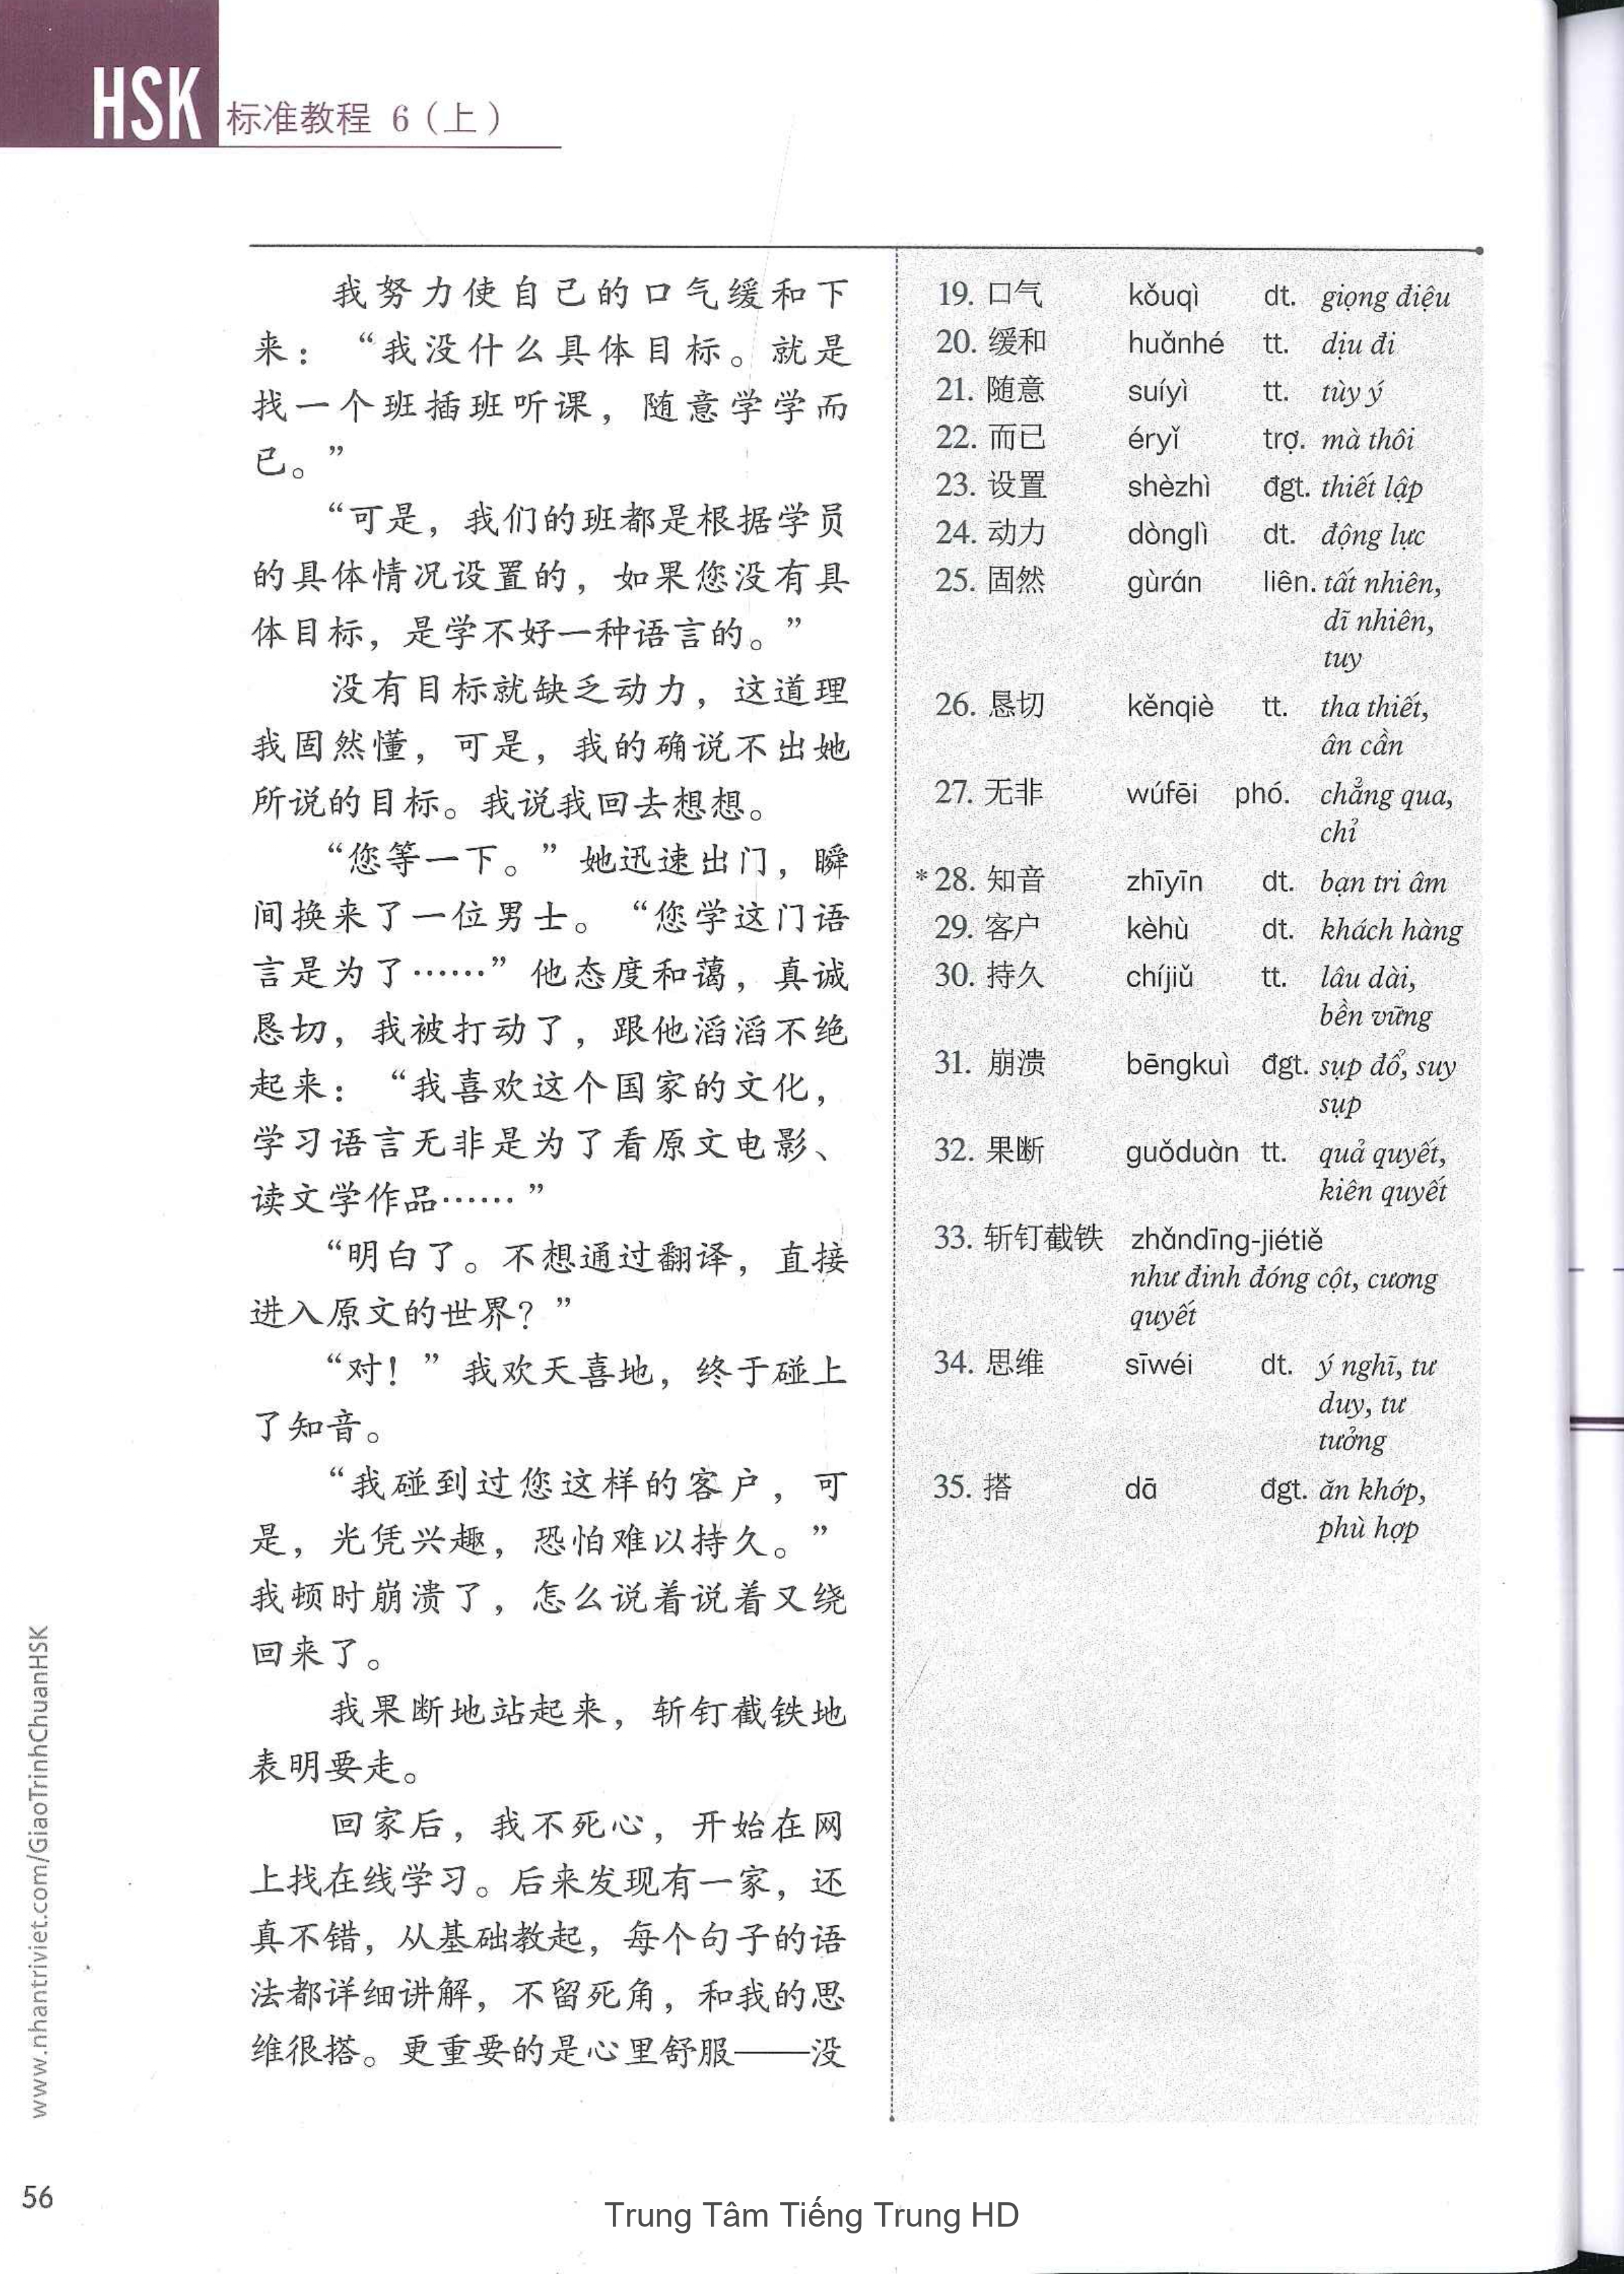 HSK 标准教程 6（上）
我努力使自己的口气缓和下
来：“我没什么具体目标。就是
找一个班插班听课，随意学学而
已。”
“可是，我们的班都是根据学员
的具体情况设置的，如果您没有具
体目标，是学不好一种语言的。”
没有目标就缺乏动力，这道理
我固然懂，可是，我的确说不出她
所说的目标。我说我回去想想。
“您等一下。”她迅速出门，瞬
间换来了一位男士。“您学这门语
言是为了……”他态度和蔼，真诚
恳切，我被打动了，跟他滔滔不绝
起来：“我喜欢这个国家的文化，
学习语言无非是为了看原文电影、
读文学作品……”
“明白了。不想通过翻译，直接
进入原文的世界？”
“对！”我欢天喜地，终于碰上
了知音。
“我碰到过您这样的客户，可
是，光凭兴趣，恐怕难以持久。”
我顿时崩溃了，怎么说着说着又绕
回来了。
我果断地站起来，斩钉截铁地
表明要走。
回家后，我不死心，开始在网
上找在线学习。后来发现有一家，还
真不错，从基础教起，每个句子的语
法都详细讲解，不留死角，和我的思
维很搭。更重要的是心里舒服——没
19. 口气 kǒuqì dt. giọng điệu
20. 缓和 huǎnhé tt. dịu đi
21. 随意 suíyì tt. tùy ý
22. 而已 éryǐ trợ. mà thôi
23. 设置 shèzhì đgt. thiết lập
24. 动力 dònglì dt. động lực
25. 固然 gùrán liên. tất nhiên,
dĩ nhiên,
tuy
26. 恳切 kěnqiè tt. tha thiết,
ân cần
27. 无非 wúfēi phó. chẳng qua,
chỉ
*28. 知音 zhīyīn dt. bạn tri âm
29. 客户 kèhù dt. khách hàng
30. 持久 chíjiǔ tt. lâu dài,
bền vững
31. 崩溃 bēngkuì đgt. sụp đổ, suy
sụp
32. 果断 guǒduàn tt. quả quyết,
kiên quyết
33. 斩钉截铁 zhǎndīng-jiétiě
như đinh đóng cột, cương
quyết
34. 思维 sīwéi dt. ý nghĩ, tư
duy, tư
tưởng
35. 搭 dā đgt. ăn khớp,
phù hợp
www.nhantriviet.com/GiaoTrinhChuanHSK
56
Trung Tâm Tiếng Trung HD